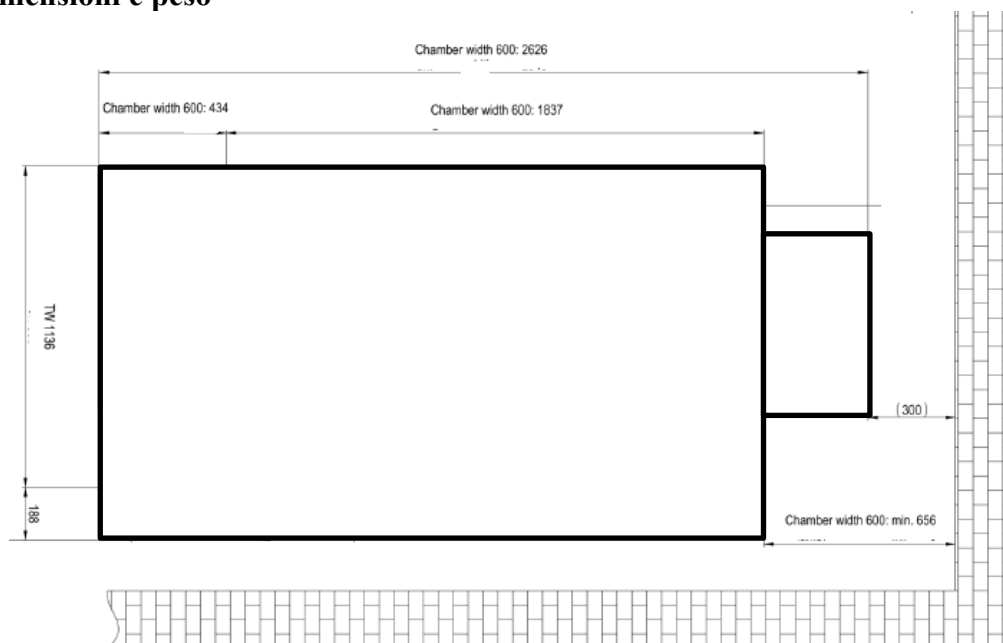 e peso
Chamber width 600: 2626
Chamber width 600: 434
Chamber width 600: 1837
TW 1136
188
(300)
Chamber width 600: min. 656